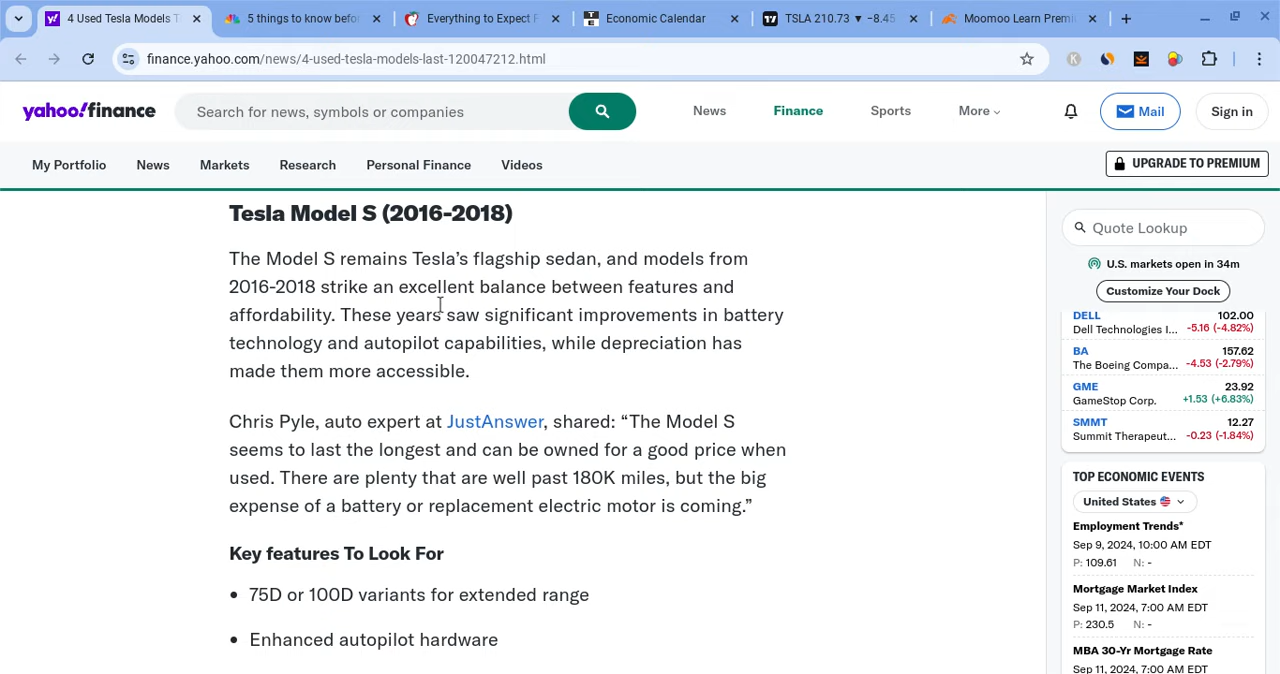 4 Used Tesla Models T
5 things to know befor
Everything to Expect F
Economic Calendar
TSLA 210.73 ▼ −8.45
Moomoo Learn Premi
finance.yahoo.com/news/4-used-tesla-models-last-120047212.html
K
yahoo!finance
Search for news, symbols or companies
News
Finance
Sports
More
Mail
Sign in
My Portfolio
News
Markets
Research
Personal Finance
Videos
UPGRADE TO PREMIUM
Tesla Model S (2016-2018)
The Model S remains Tesla’s flagship sedan, and models from
2016-2018 strike an excellent balance between features and
affordability. These years saw significant improvements in battery
technology and autopilot capabilities, while depreciation has
made them more accessible.
Chris Pyle, auto expert at JustAnswer, shared: “The Model S
seems to last the longest and can be owned for a good price when
used. There are plenty that are well past 180K miles, but the big
expense of a battery or replacement electric motor is coming.”
Key features To Look For
• 75D or 100D variants for extended range
• Enhanced autopilot hardware
Quote Lookup
U.S. markets open in 34m
Customize Your Dock
DELL 102.00
Dell Technologies I... -5.16 (-4.82%)
BA 157.62
The Boeing Compa... -4.53 (-2.79%)
GME 23.92
GameStop Corp. +1.53 (+6.83%)
SMMT 12.27
Summit Therapeut... -0.23 (-1.84%)
TOP ECONOMIC EVENTS
United States
Employment Trends*
Sep 9, 2024, 10:00 AM EDT
P: 109.61 N: -
Mortgage Market Index
Sep 11, 2024, 7:00 AM EDT
P: 230.5 N: -
MBA 30-Yr Mortgage Rate
Sep 11, 2024, 7:00 AM EDT